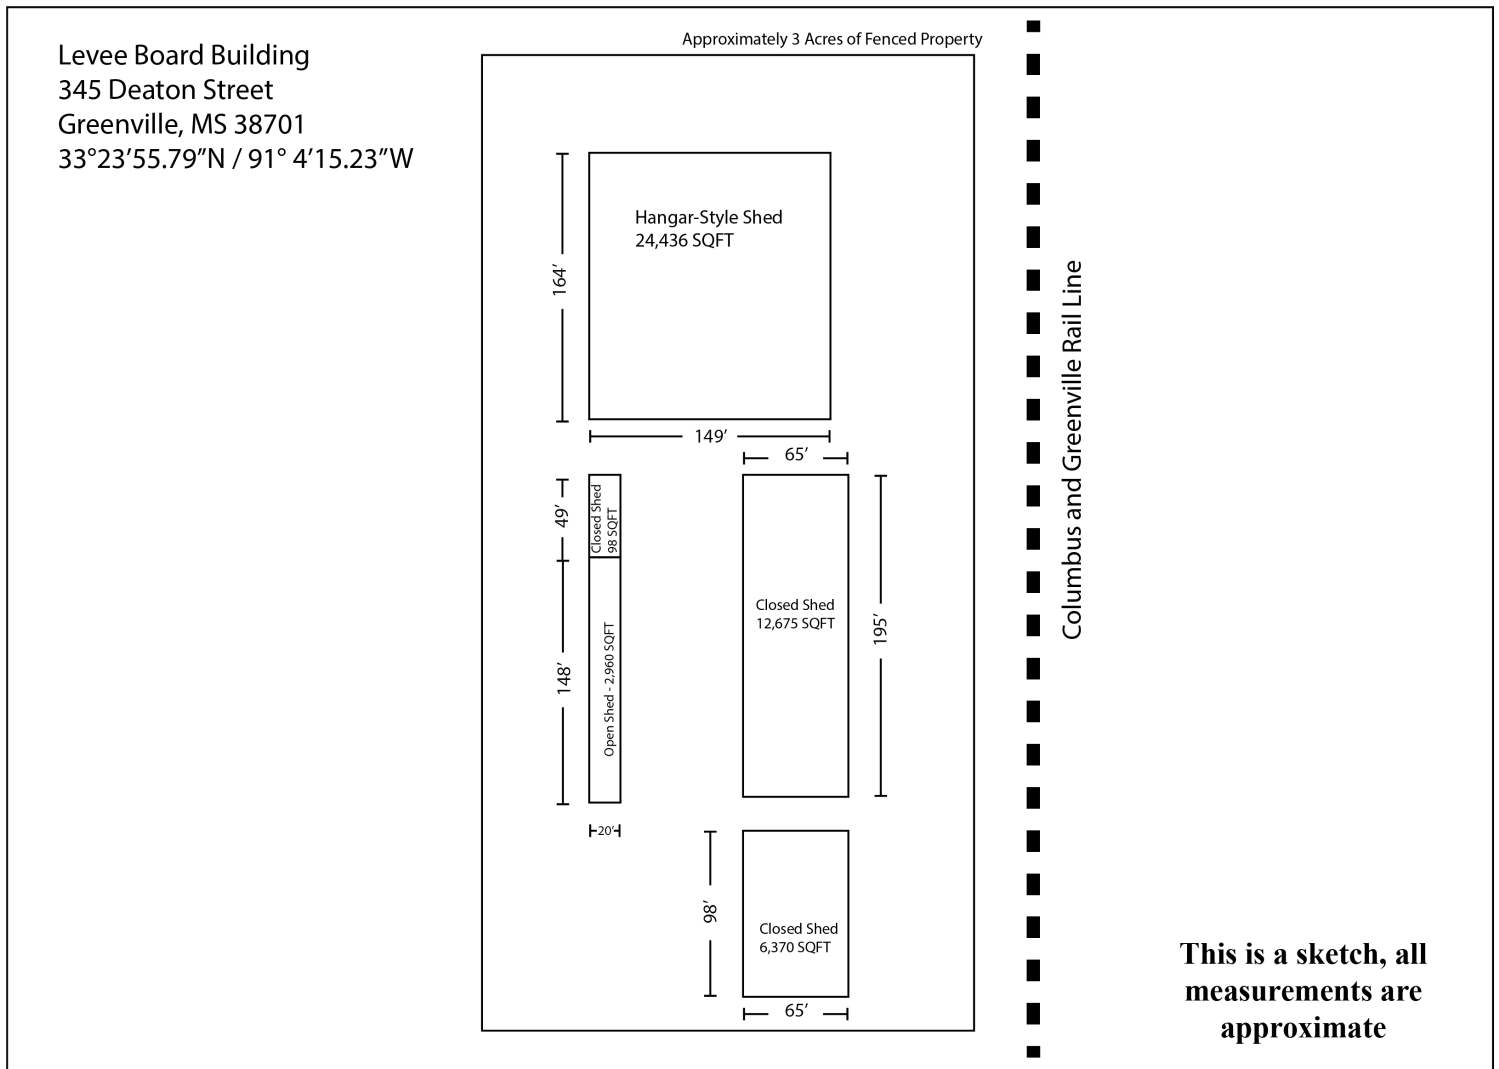 Levee Board Building
345 Deaton Street
Greenville, MS 38701
33°23’55.79”N / 91° 4’15.23”W
Approximately 3 Acres of Fenced Property
Hangar-Style Shed
24,436 SQFT
164’
149’
65’
49’
Closed Shed
98 SQFT
Closed Shed
12,675 SQFT
195’
148’
Open Shed - 2,960 SQFT
20’
98’
Closed Shed
6,370 SQFT
65’
Columbus and Greenville Rail Line
This is a sketch, all
measurements are
approximate